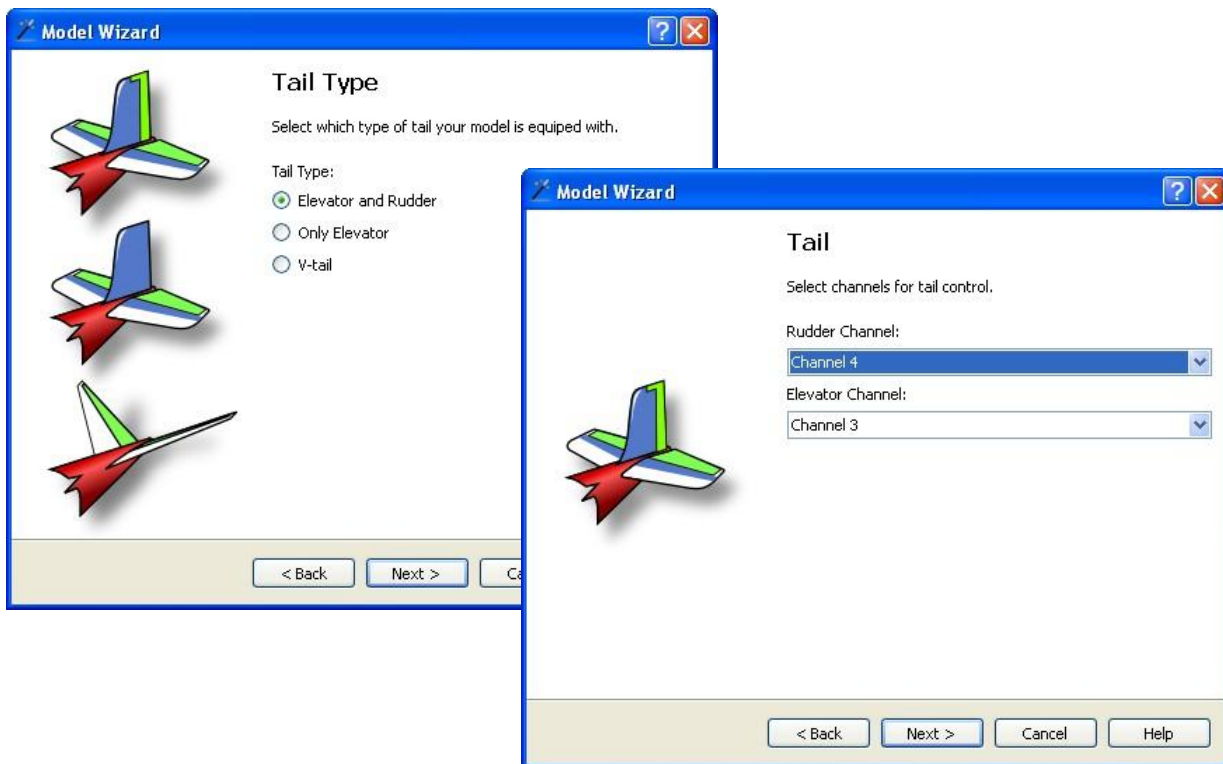 Model Wizard
Tail Type
Select which type of tail your model is equiped with.
Tail Type:
Elevator and Rudder
Only Elevator
V-tail
< Back
Next >
Model Wizard
Tail
Select channels for tail control.
Rudder Channel:
Channel 4
Elevator Channel:
Channel 3
< Back
Next >
Cancel
Help